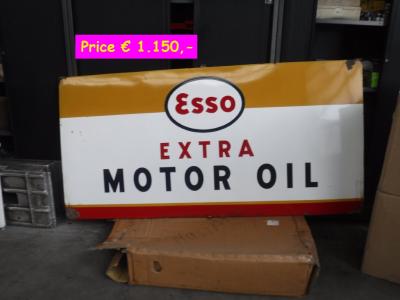 Price € 1.150,-
Esso
EXTRA
MOTOR OIL